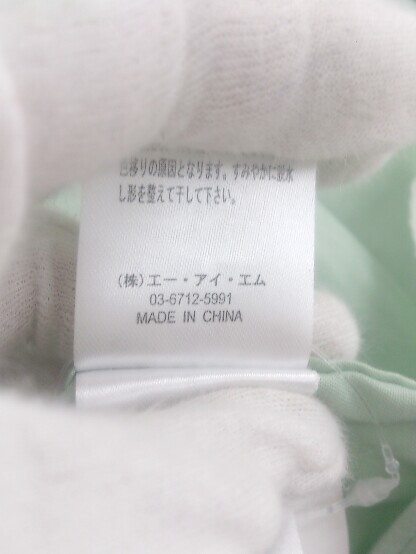 色移りの原因となります。すみやかに脱水
し形を整えて干して下さい。
(株)エー・アイ・エム
03-6712-5991
MADE IN CHINA